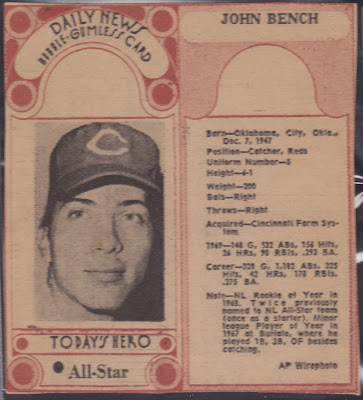 DAILY NEWS
BUBBLE-GUMLESS CARD
C
TODAY'S HERO
All-Star
JOHN BENCH
Born—Oklahoma, City, Okla.,
Dec. 7, 1947
Position—Catcher, Reds
Uniform Number—5
Height—6-1
Weight—200
Bats—Right
Throws—Right
Acquired—Cincinnati Farm Sys-
tem
1969—148 G, 532 ABs, 156 Hits,
26 HRs, 90 RBIs, .293 BA.
Career—328 G, 1,182 ABs, 325
Hits, 42 HRs, 178 RBIs,
.275 BA.
Note—NL Rookie of Year in
1968. Twice previously
named to NL All-Star team
(once as a starter). Minor
league Player of Year in
1967 at Buffalo, where he
played 1B, 3B, OF besides
catching.
AP Wirephoto